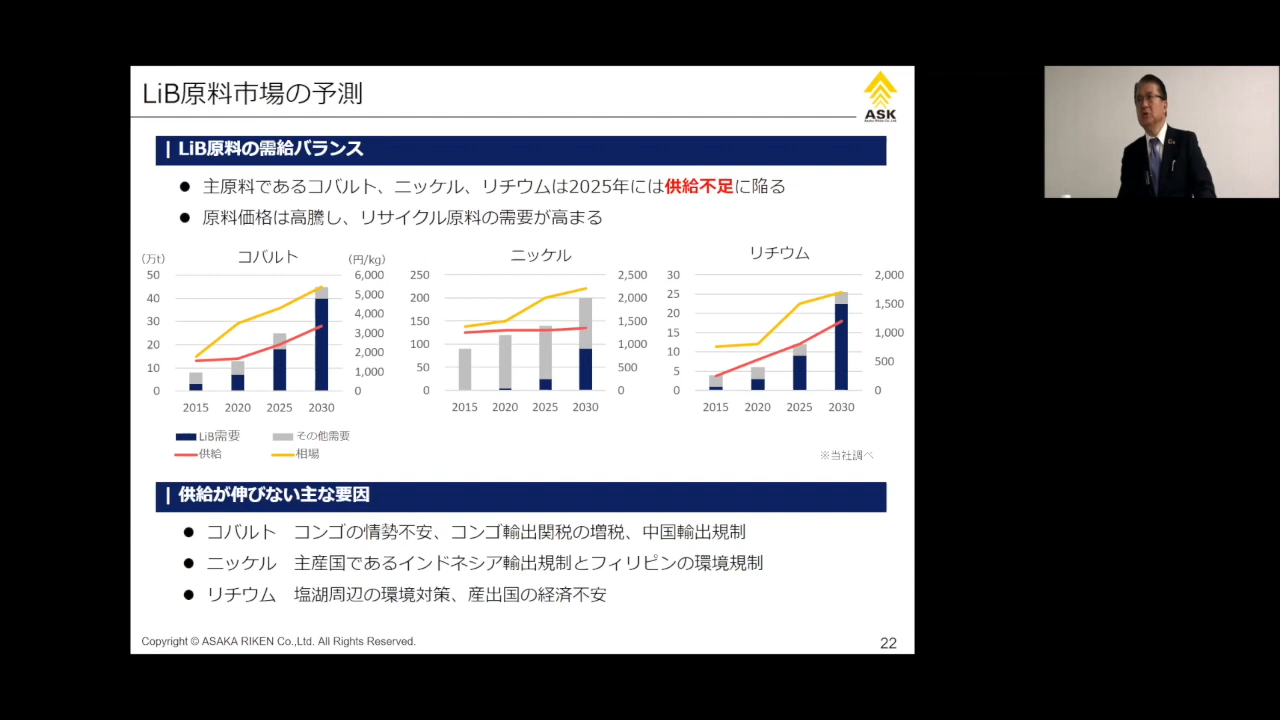 LiB原料市場の予測
ASK
Asaka Riken Co.,Ltd.
| LiB原料の需給バランス
● 主原料であるコバルト、ニッケル、リチウムは2025年には供給不足に陥る
● 原料価格は高騰し、リサイクル原料の需要が高まる
(万t) コバルト (円/kg)
50 6,000
5,000
40
4,000
30
3,000
20
2,000
10
1,000
0 0
2015 2020 2025 2030
ニッケル
250 2,500
200 2,000
150 1,500
100 1,000
50 500
0 0
2015 2020 2025 2030
リチウム
30 2,000
25
1,500
20
15 1,000
10
500
5
0 0
2015 2020 2025 2030
LiB需要 その他需要
供給 相場
※当社調べ
| 供給が伸びない主な要因
● コバルト コンゴの情勢不安、コンゴ輸出関税の増税、中国輸出規制
● ニッケル 主産国であるインドネシア輸出規制とフィリピンの環境規制
● リチウム 塩湖周辺の環境対策、産出国の経済不安
Copyright © ASAKA RIKEN Co.,Ltd. All Rights Reserved.
22